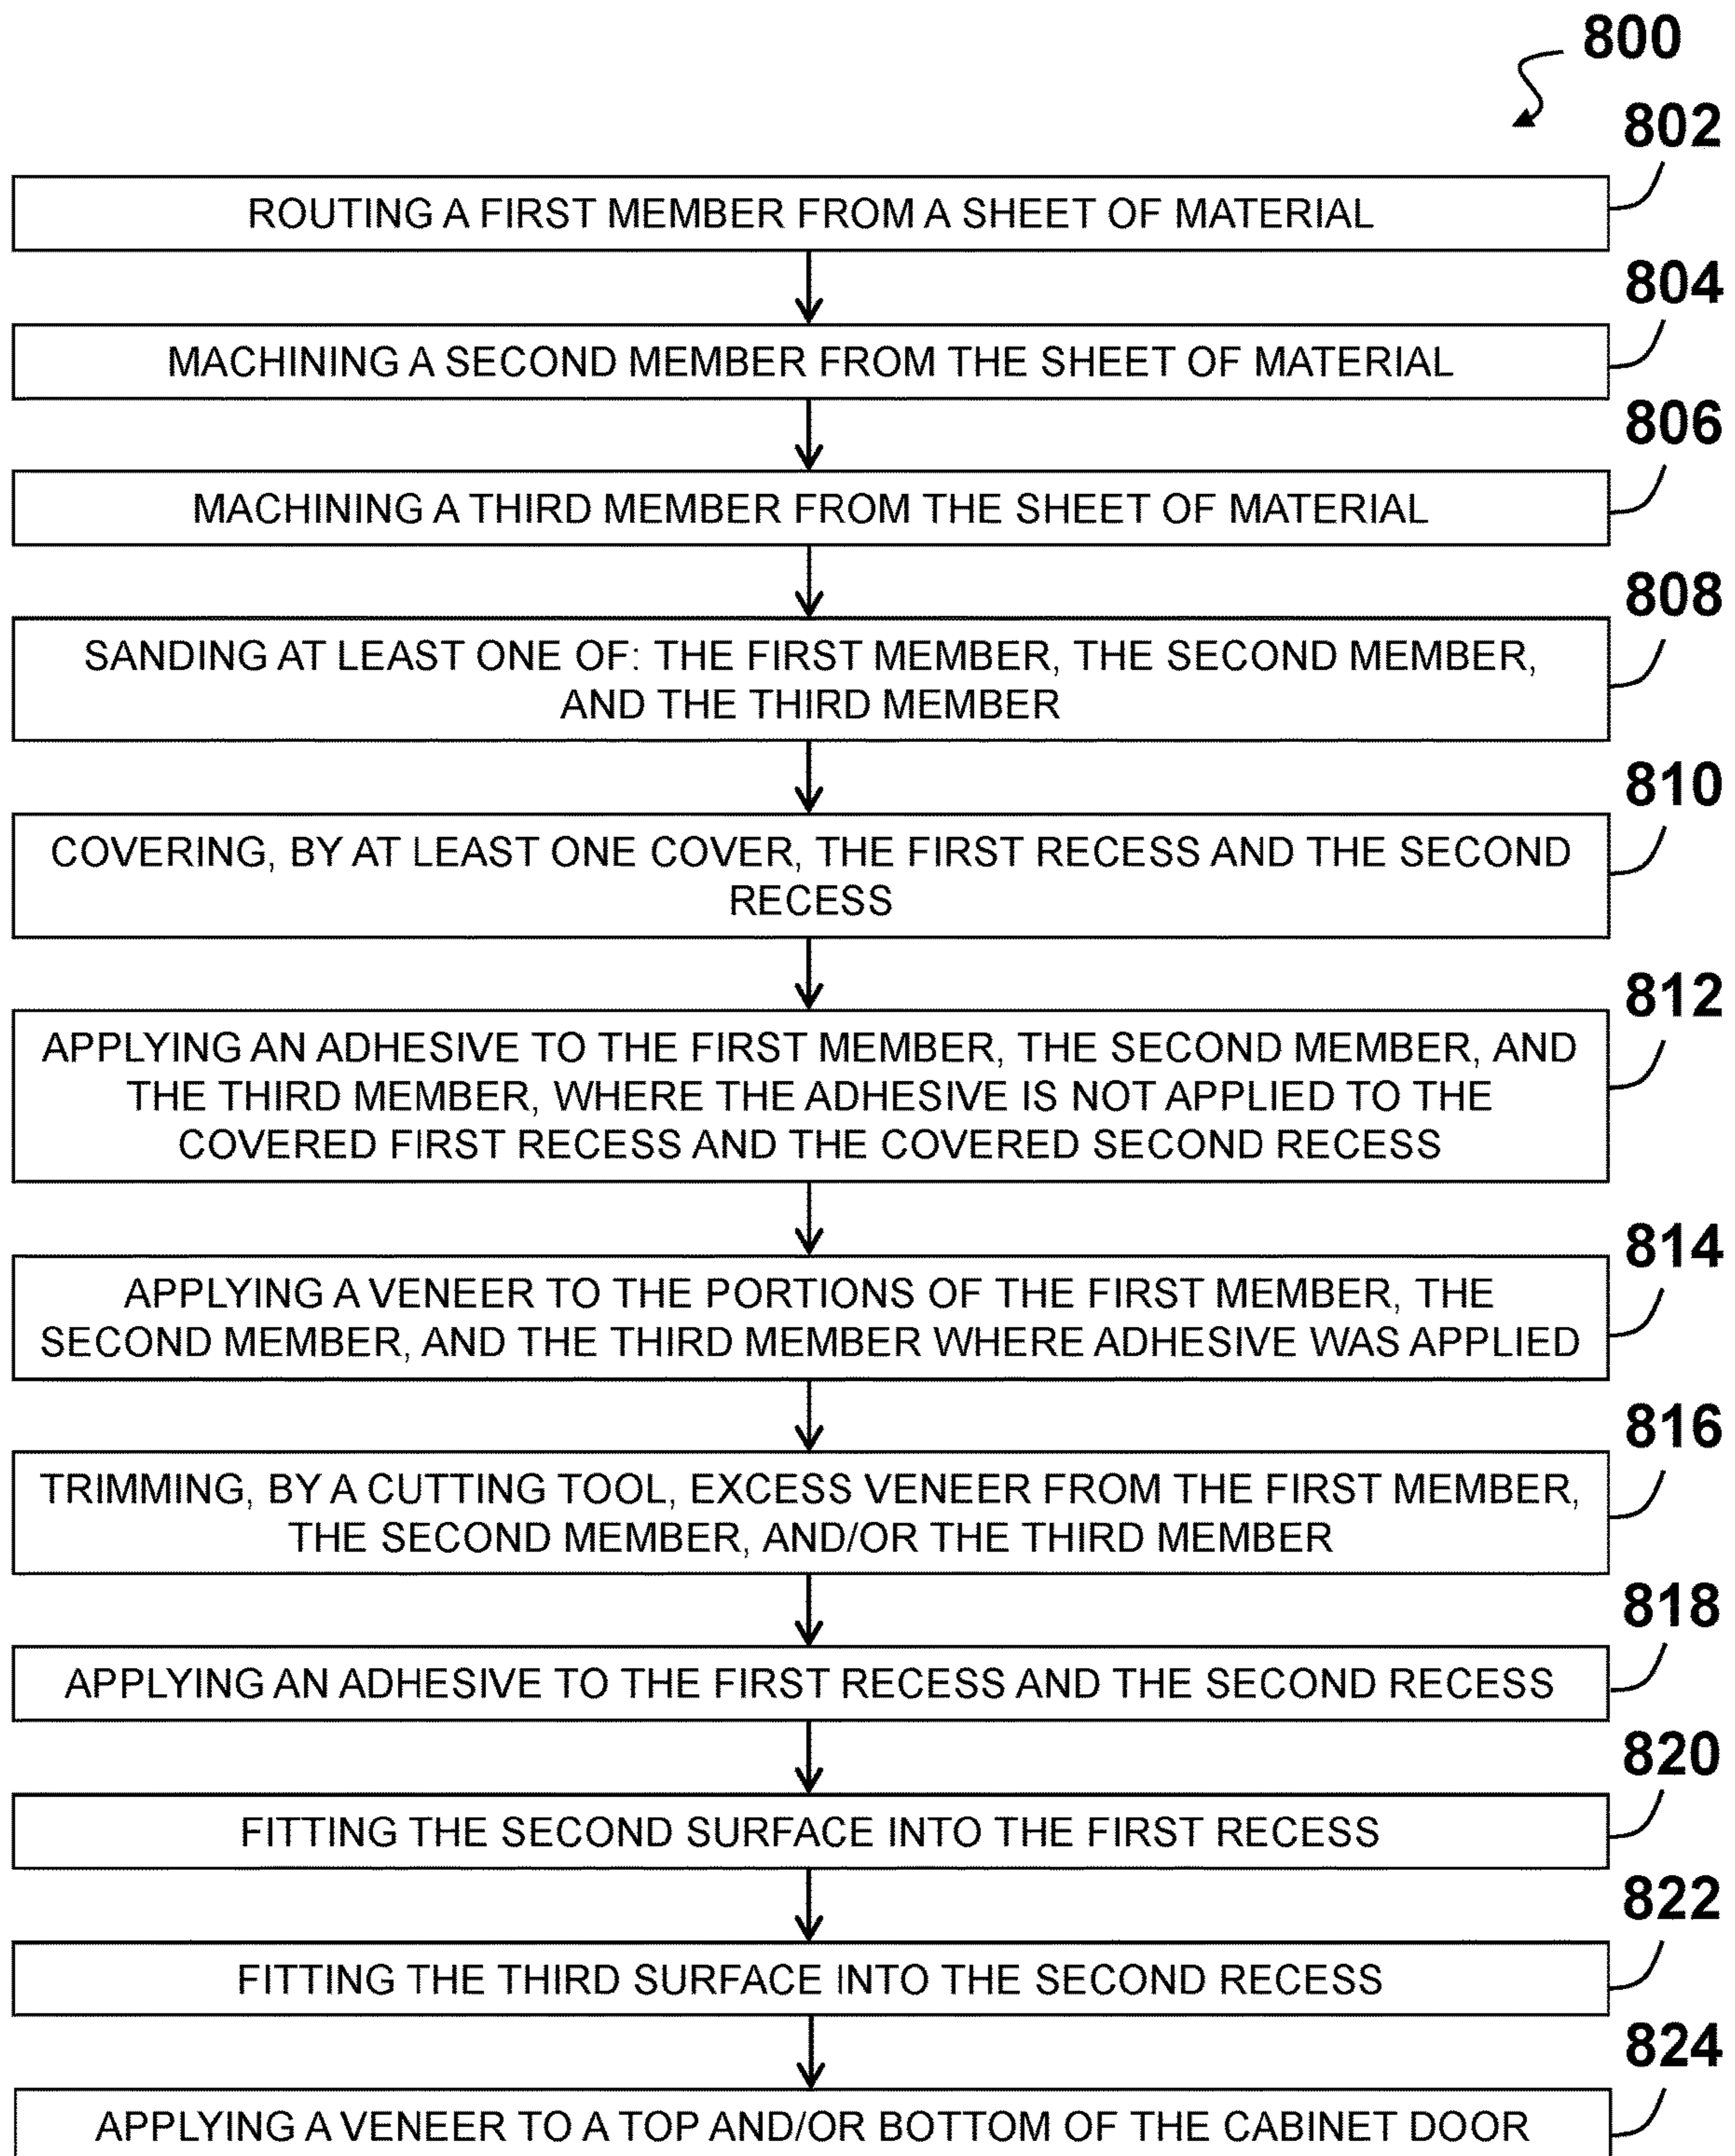 800
802
ROUTING A FIRST MEMBER FROM A SHEET OF MATERIAL
804
MACHINING A SECOND MEMBER FROM THE SHEET OF MATERIAL
806
MACHINING A THIRD MEMBER FROM THE SHEET OF MATERIAL
808
SANDING AT LEAST ONE OF: THE FIRST MEMBER, THE SECOND MEMBER,
AND THE THIRD MEMBER
810
COVERING, BY AT LEAST ONE COVER, THE FIRST RECESS AND THE SECOND
RECESS
812
APPLYING AN ADHESIVE TO THE FIRST MEMBER, THE SECOND MEMBER, AND
THE THIRD MEMBER, WHERE THE ADHESIVE IS NOT APPLIED TO THE
COVERED FIRST RECESS AND THE COVERED SECOND RECESS
814
APPLYING A VENEER TO THE PORTIONS OF THE FIRST MEMBER, THE
SECOND MEMBER, AND THE THIRD MEMBER WHERE ADHESIVE WAS APPLIED
816
TRIMMING, BY A CUTTING TOOL, EXCESS VENEER FROM THE FIRST MEMBER,
THE SECOND MEMBER, AND/OR THE THIRD MEMBER
818
APPLYING AN ADHESIVE TO THE FIRST RECESS AND THE SECOND RECESS
820
FITTING THE SECOND SURFACE INTO THE FIRST RECESS
822
FITTING THE THIRD SURFACE INTO THE SECOND RECESS
824
APPLYING A VENEER TO A TOP AND/OR BOTTOM OF THE CABINET DOOR